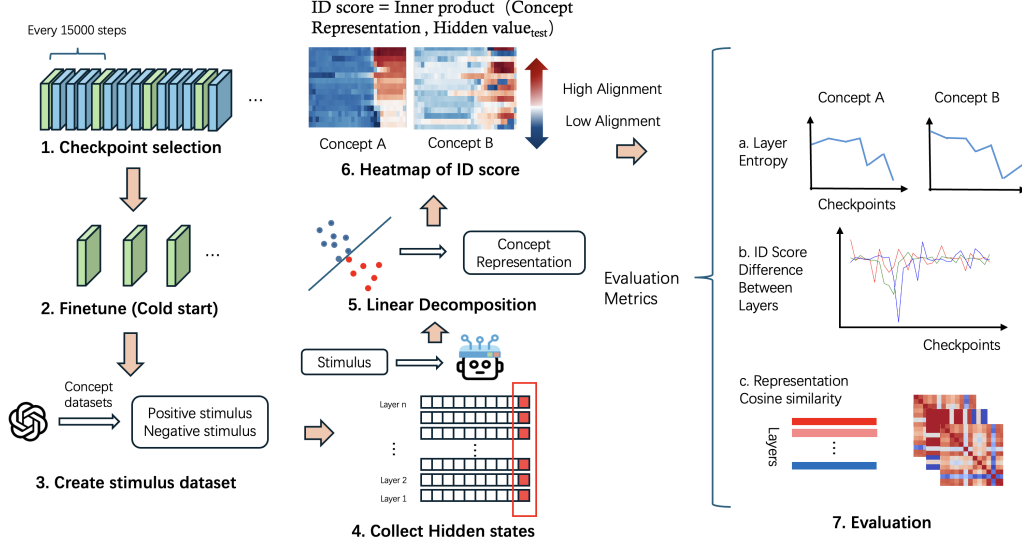 Every 15000 steps
...
1. Checkpoint selection
...
2. Finetune (Cold start)
Concept
datasets
Positive stimulus
Negative stimulus
3. Create stimulus dataset
ID score = Inner product（Concept
Representation , Hidden value_test）
Concept A
Concept B
High Alignment
Low Alignment
6. Heatmap of ID score
Concept
Representation
5. Linear Decomposition
Stimulus
Layer n
...
...
Layer 2
Layer 1
4. Collect Hidden states
Evaluation
Metrics
Concept A
Concept B
a. Layer
Entropy
Checkpoints
b. ID Score
Difference
Between
Layers
Checkpoints
c. Representation
Cosine similarity
Layers
...
7. Evaluation